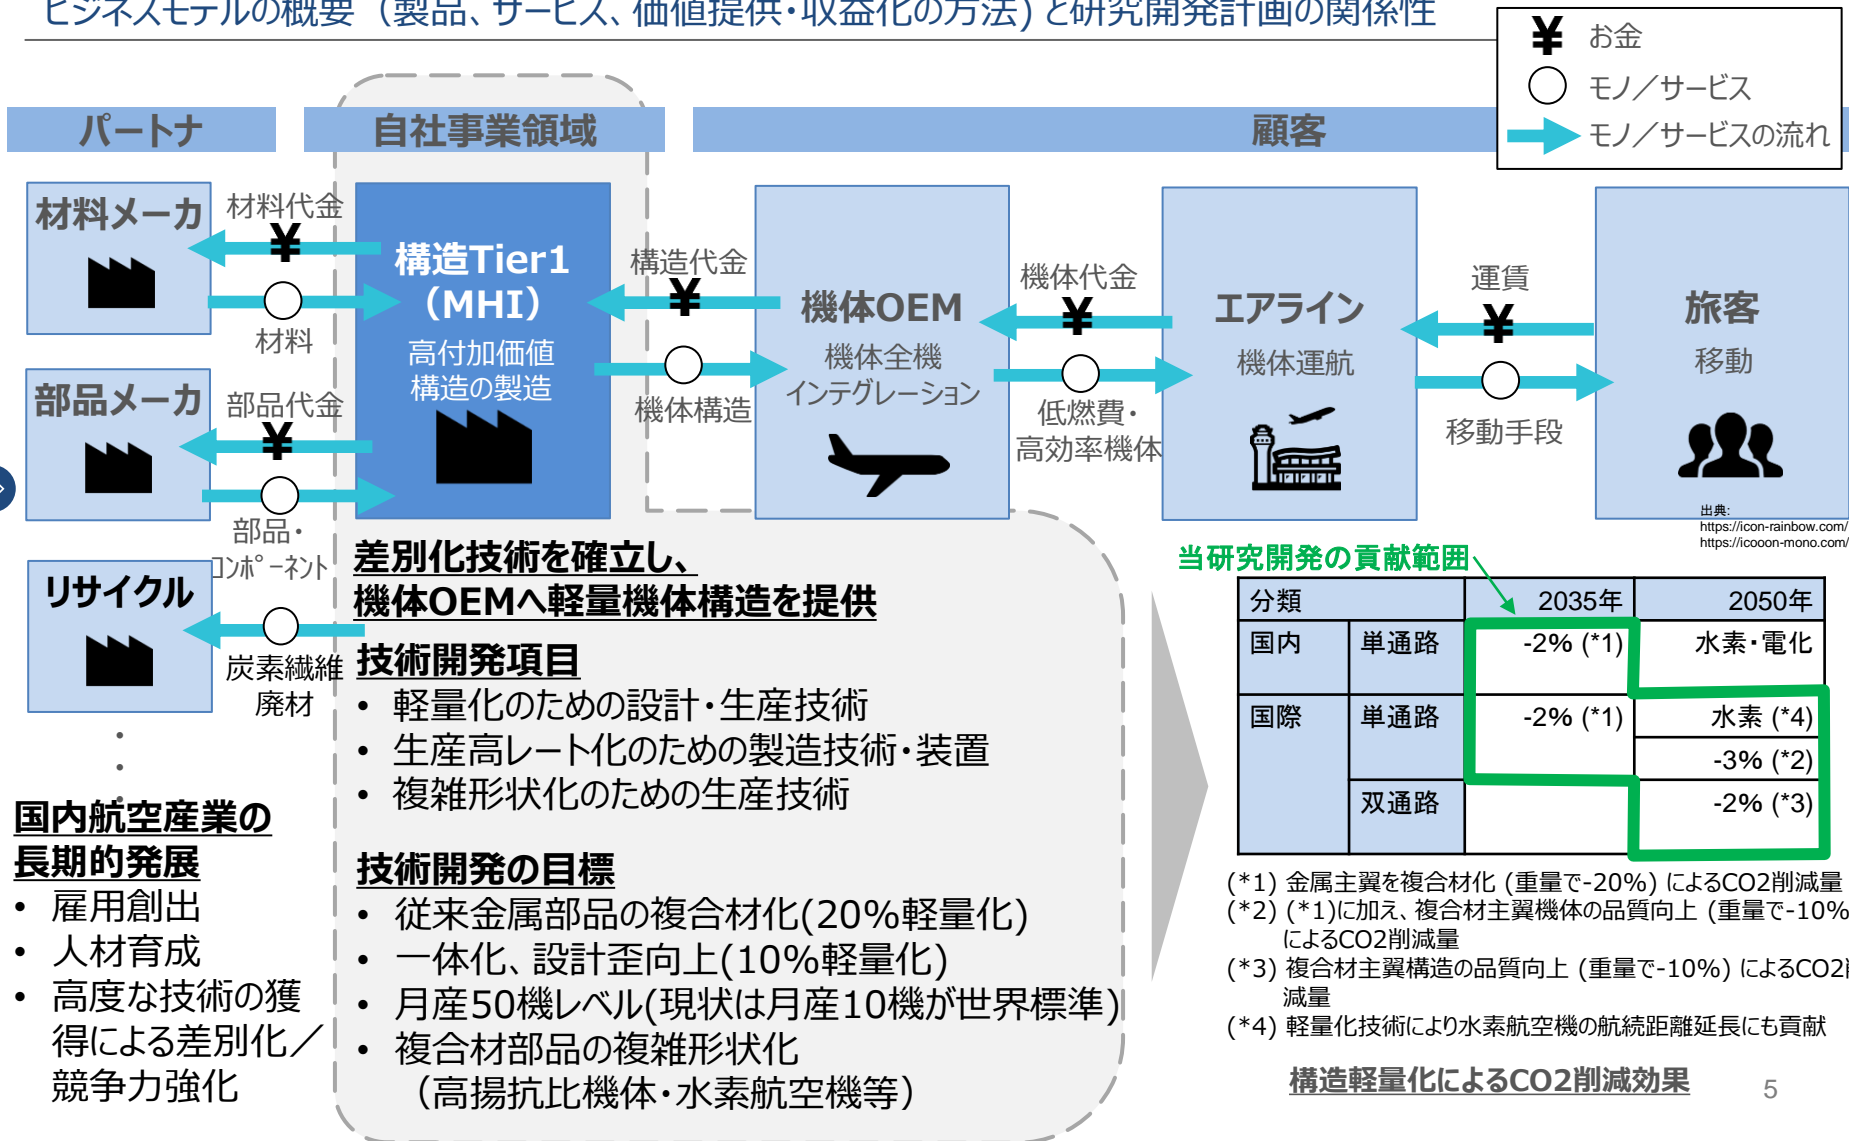 ビジネスモデルの概要（製品、サービス、価値提供・収益化の方法)と研究開発計画の関係性
¥ お金
モノ／サービス
モノ／サービスの流れ
パートナ
自社事業領域
顧客
材料メーカ
材料代金
¥
材料
部品メーカ
部品代金
¥
部品・
コンポーネント
リサイクル
炭素繊維
廃材
構造Tier1
（MHI）
高付加価値
構造の製造
構造代金
¥
機体構造
機体OEM
機体全機
インテグレーション
機体代金
¥
低燃費・
高効率機体
エアライン
機体運航
運賃
¥
移動手段
旅客
移動
出典:
https://icon-rainbow.com/
https://icooon-mono.com/
国内航空産業の
長期的発展
• 雇用創出
• 人材育成
• 高度な技術の獲
得による差別化／
競争力強化
差別化技術を確立し、
機体OEMへ軽量機体構造を提供
技術開発項目
• 軽量化のための設計・生産技術
• 生産高レート化のための製造技術・装置
• 複雑形状化のための生産技術
技術開発の目標
• 従来金属部品の複合材化(20%軽量化)
• 一体化、設計歪向上(10%軽量化)
• 月産50機レベル(現状は月産10機が世界標準)
• 複合材部品の複雑形状化
（高揚抗比機体・水素航空機等）
当研究開発の貢献範囲
分類 2035年 2050年
国内 単通路 -2% (*1) 水素・電化
国際 単通路 -2% (*1) 水素 (*4)
-3% (*2)
双通路 -2% (*3)
(*1) 金属主翼を複合材化 (重量で-20%) によるCO2削減量
(*2) (*1)に加え、複合材主翼機体の品質向上 (重量で-10%
によるCO2削減量
(*3) 複合材主翼構造の品質向上 (重量で-10%) によるCO2
減量
(*4) 軽量化技術により水素航空機の航続距離延長にも貢献
構造軽量化によるCO2削減効果
5